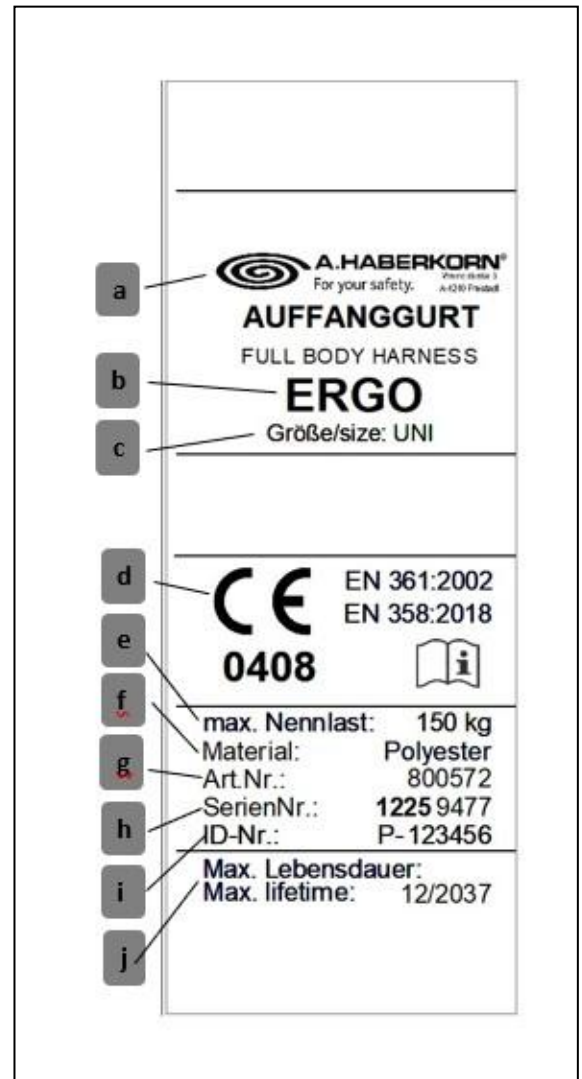 a
A.HABERKORN®
For your safety.
AUFFANGGURT
FULL BODY HARNESS
b
ERGO
c
Größe/size: UNI
d
CE
EN 361:2002
EN 358:2018
0408
i
e
max. Nennlast: 150 kg
f
Material: Polyester
g
Art.Nr.: 800572
h
SerienNr.: 1225 9477
i
ID-Nr.: P-123456
j
Max. Lebensdauer:
Max. lifetime: 12/2037